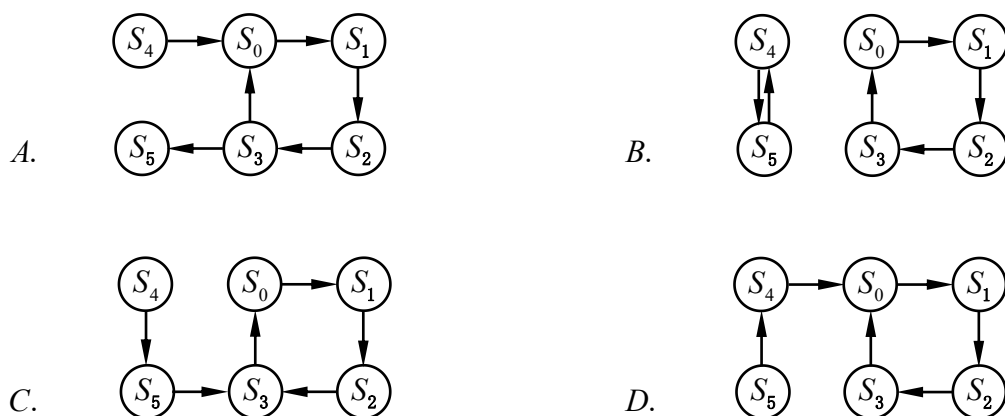 S₄ S₀ S₁ S₄ S₀ S₁
A. S₅ S₃ S₂ B. S₅ S₃ S₂
S₄ S₀ S₁ S₄ S₀ S₁
C. S₅ S₃ S₂ D. S₅ S₃ S₂